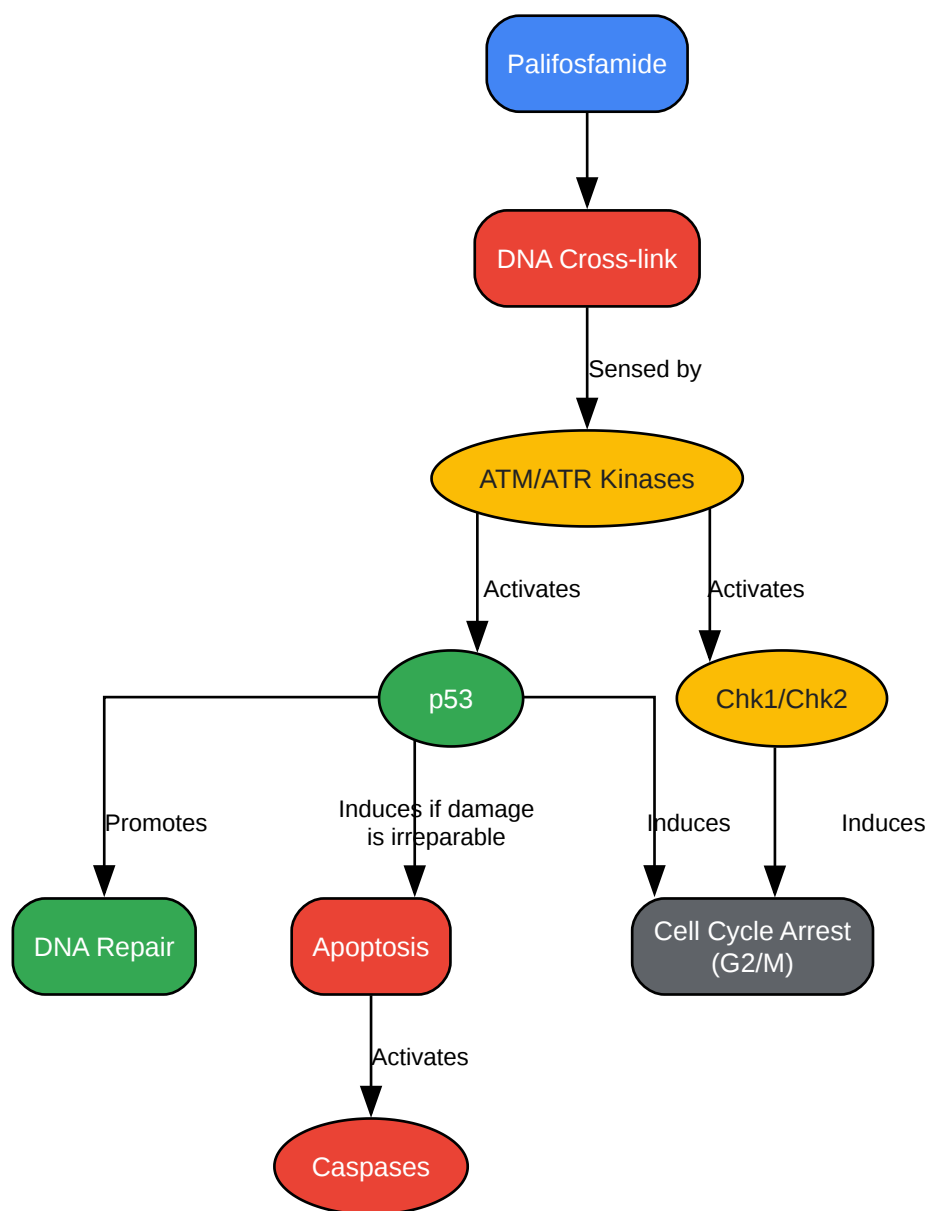 Palifosfamide
DNA Cross-link
Sensed by
ATM/ATR Kinases
Activates
Activates
p53
Chk1/Chk2
Promotes
Induces if damage
is irreparable
Induces
Induces
DNA Repair
Apoptosis
Cell Cycle Arrest
(G2/M)
Activates
Caspases